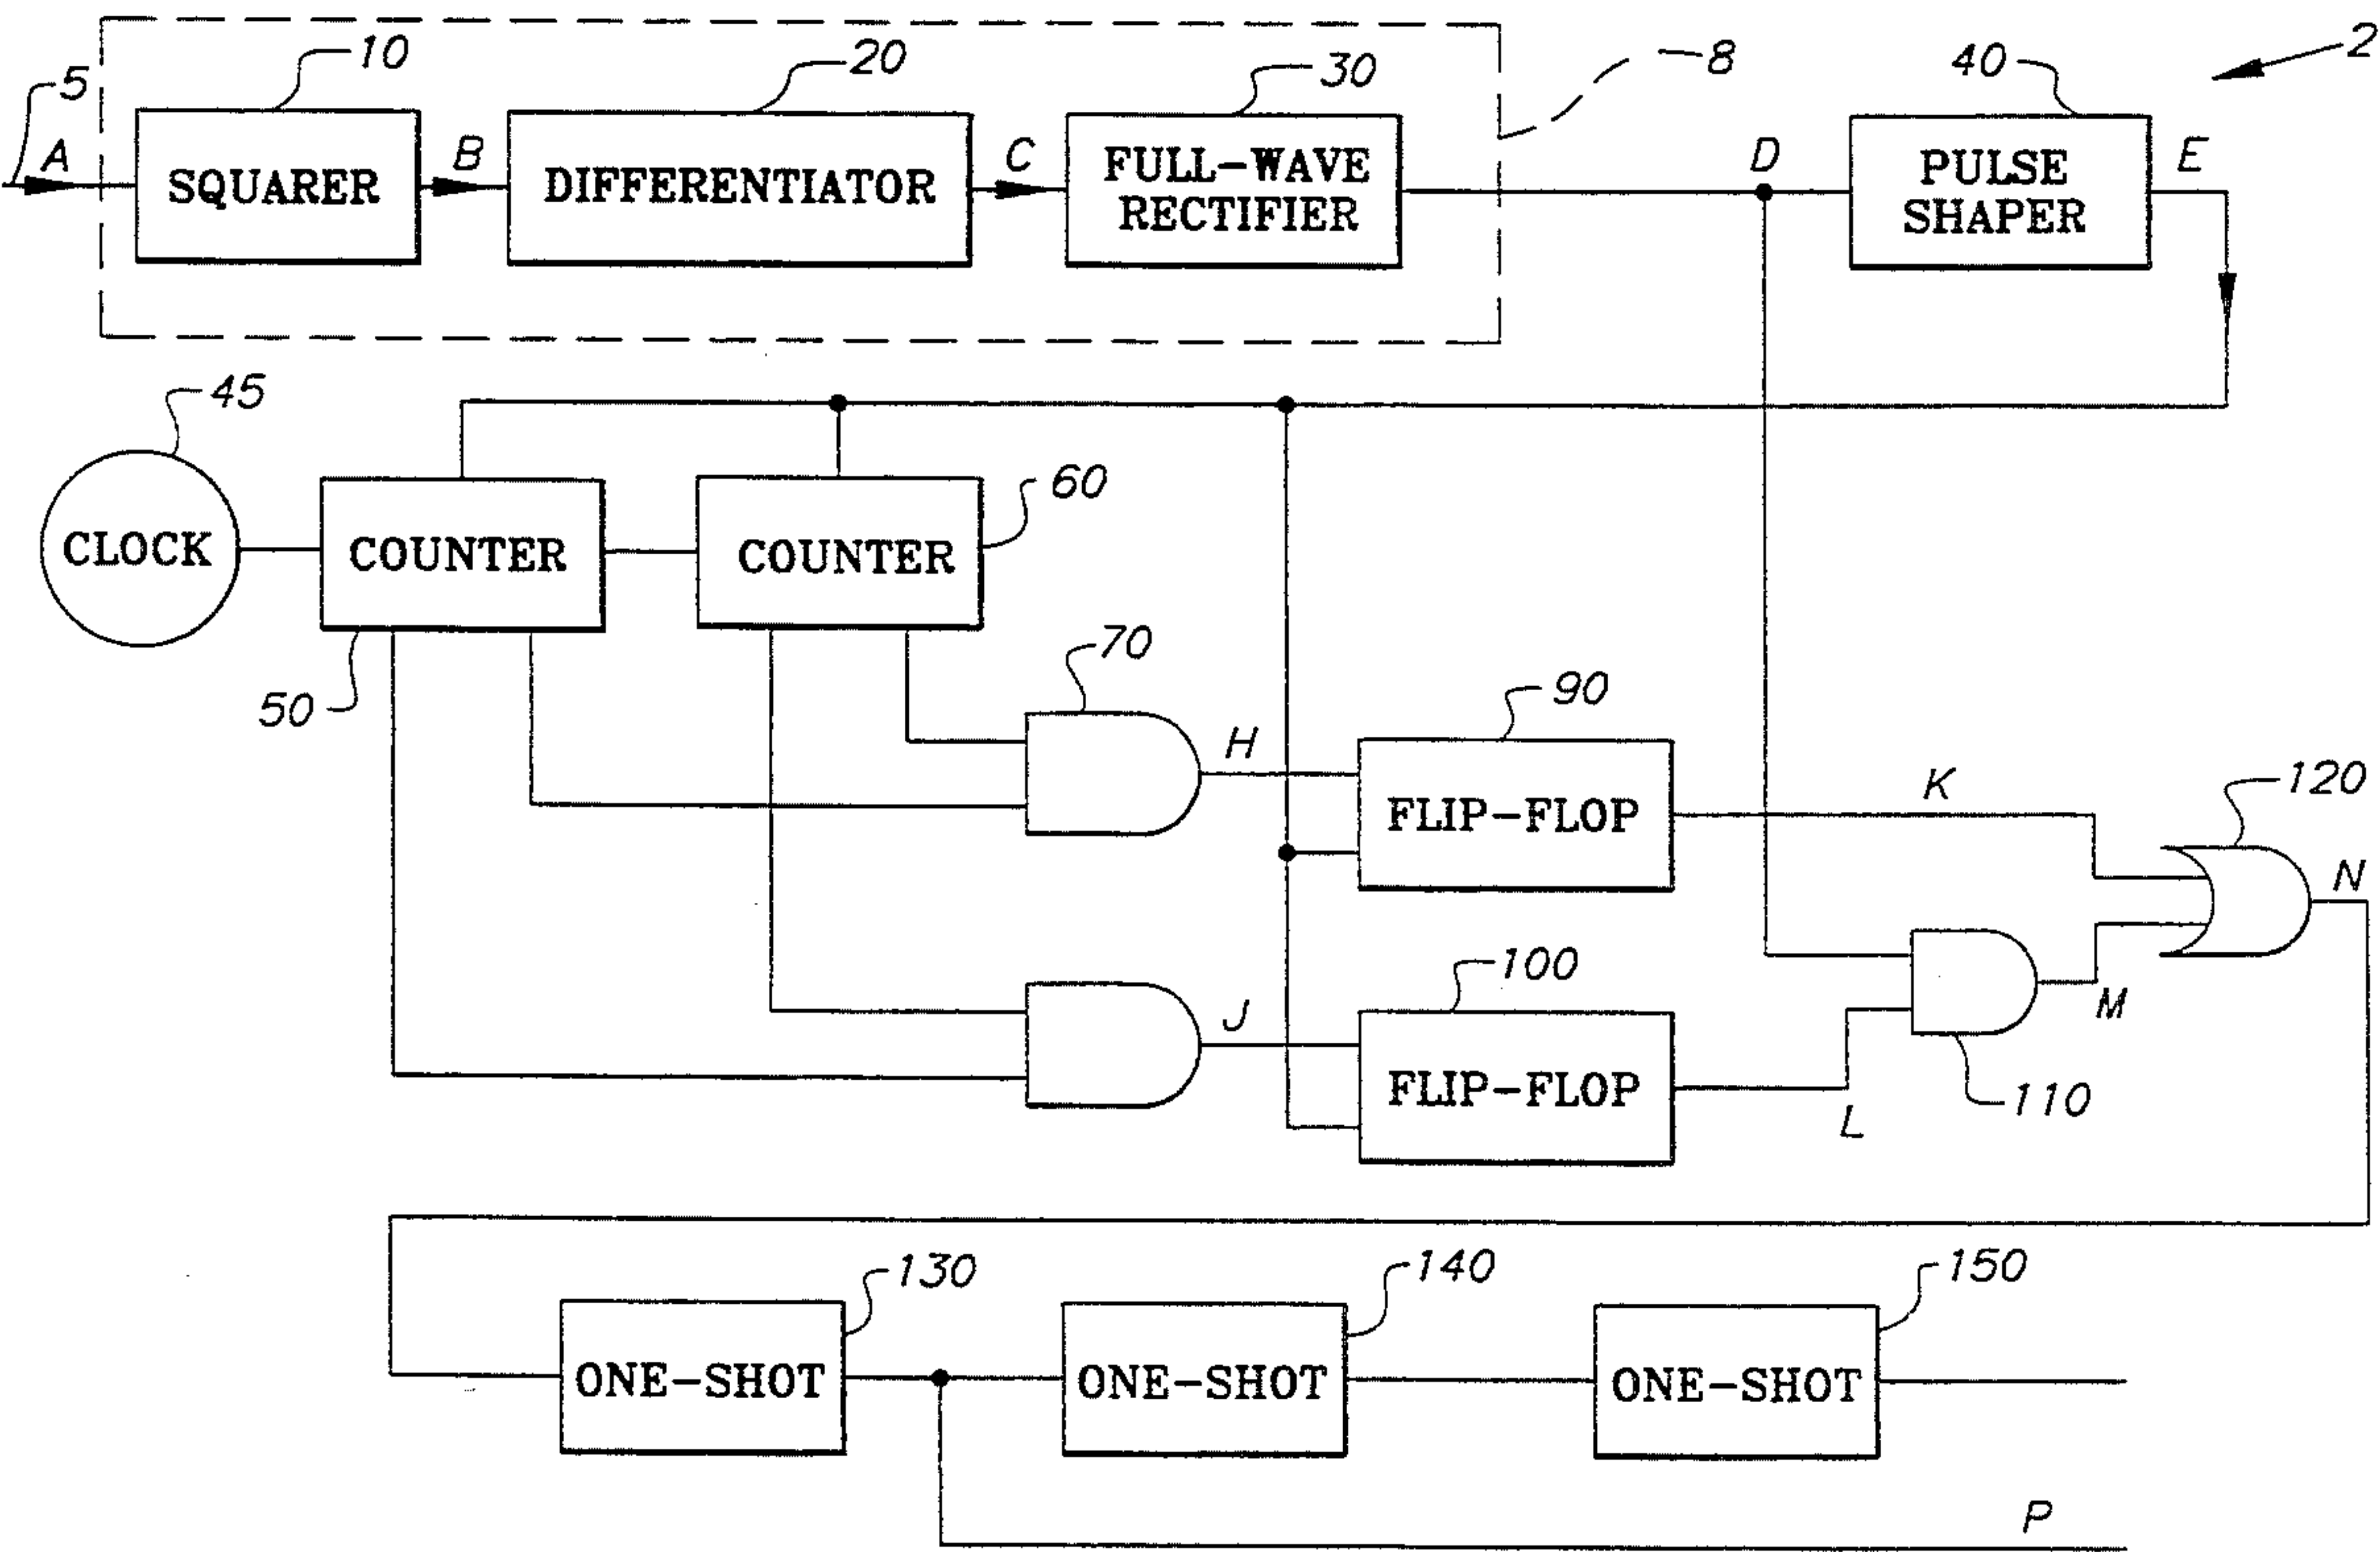 10
20
30
8
40
2
5
A
SQUARER
B
DIFFERENTIATOR
C
FULL-WAVE
RECTIFIER
D
PULSE
SHAPER
E
45
CLOCK
COUNTER
COUNTER
60
50
70
H
90
FLIP-FLOP
K
120
N
J
100
FLIP-FLOP
M
L
110
130
140
150
ONE-SHOT
ONE-SHOT
ONE-SHOT
P